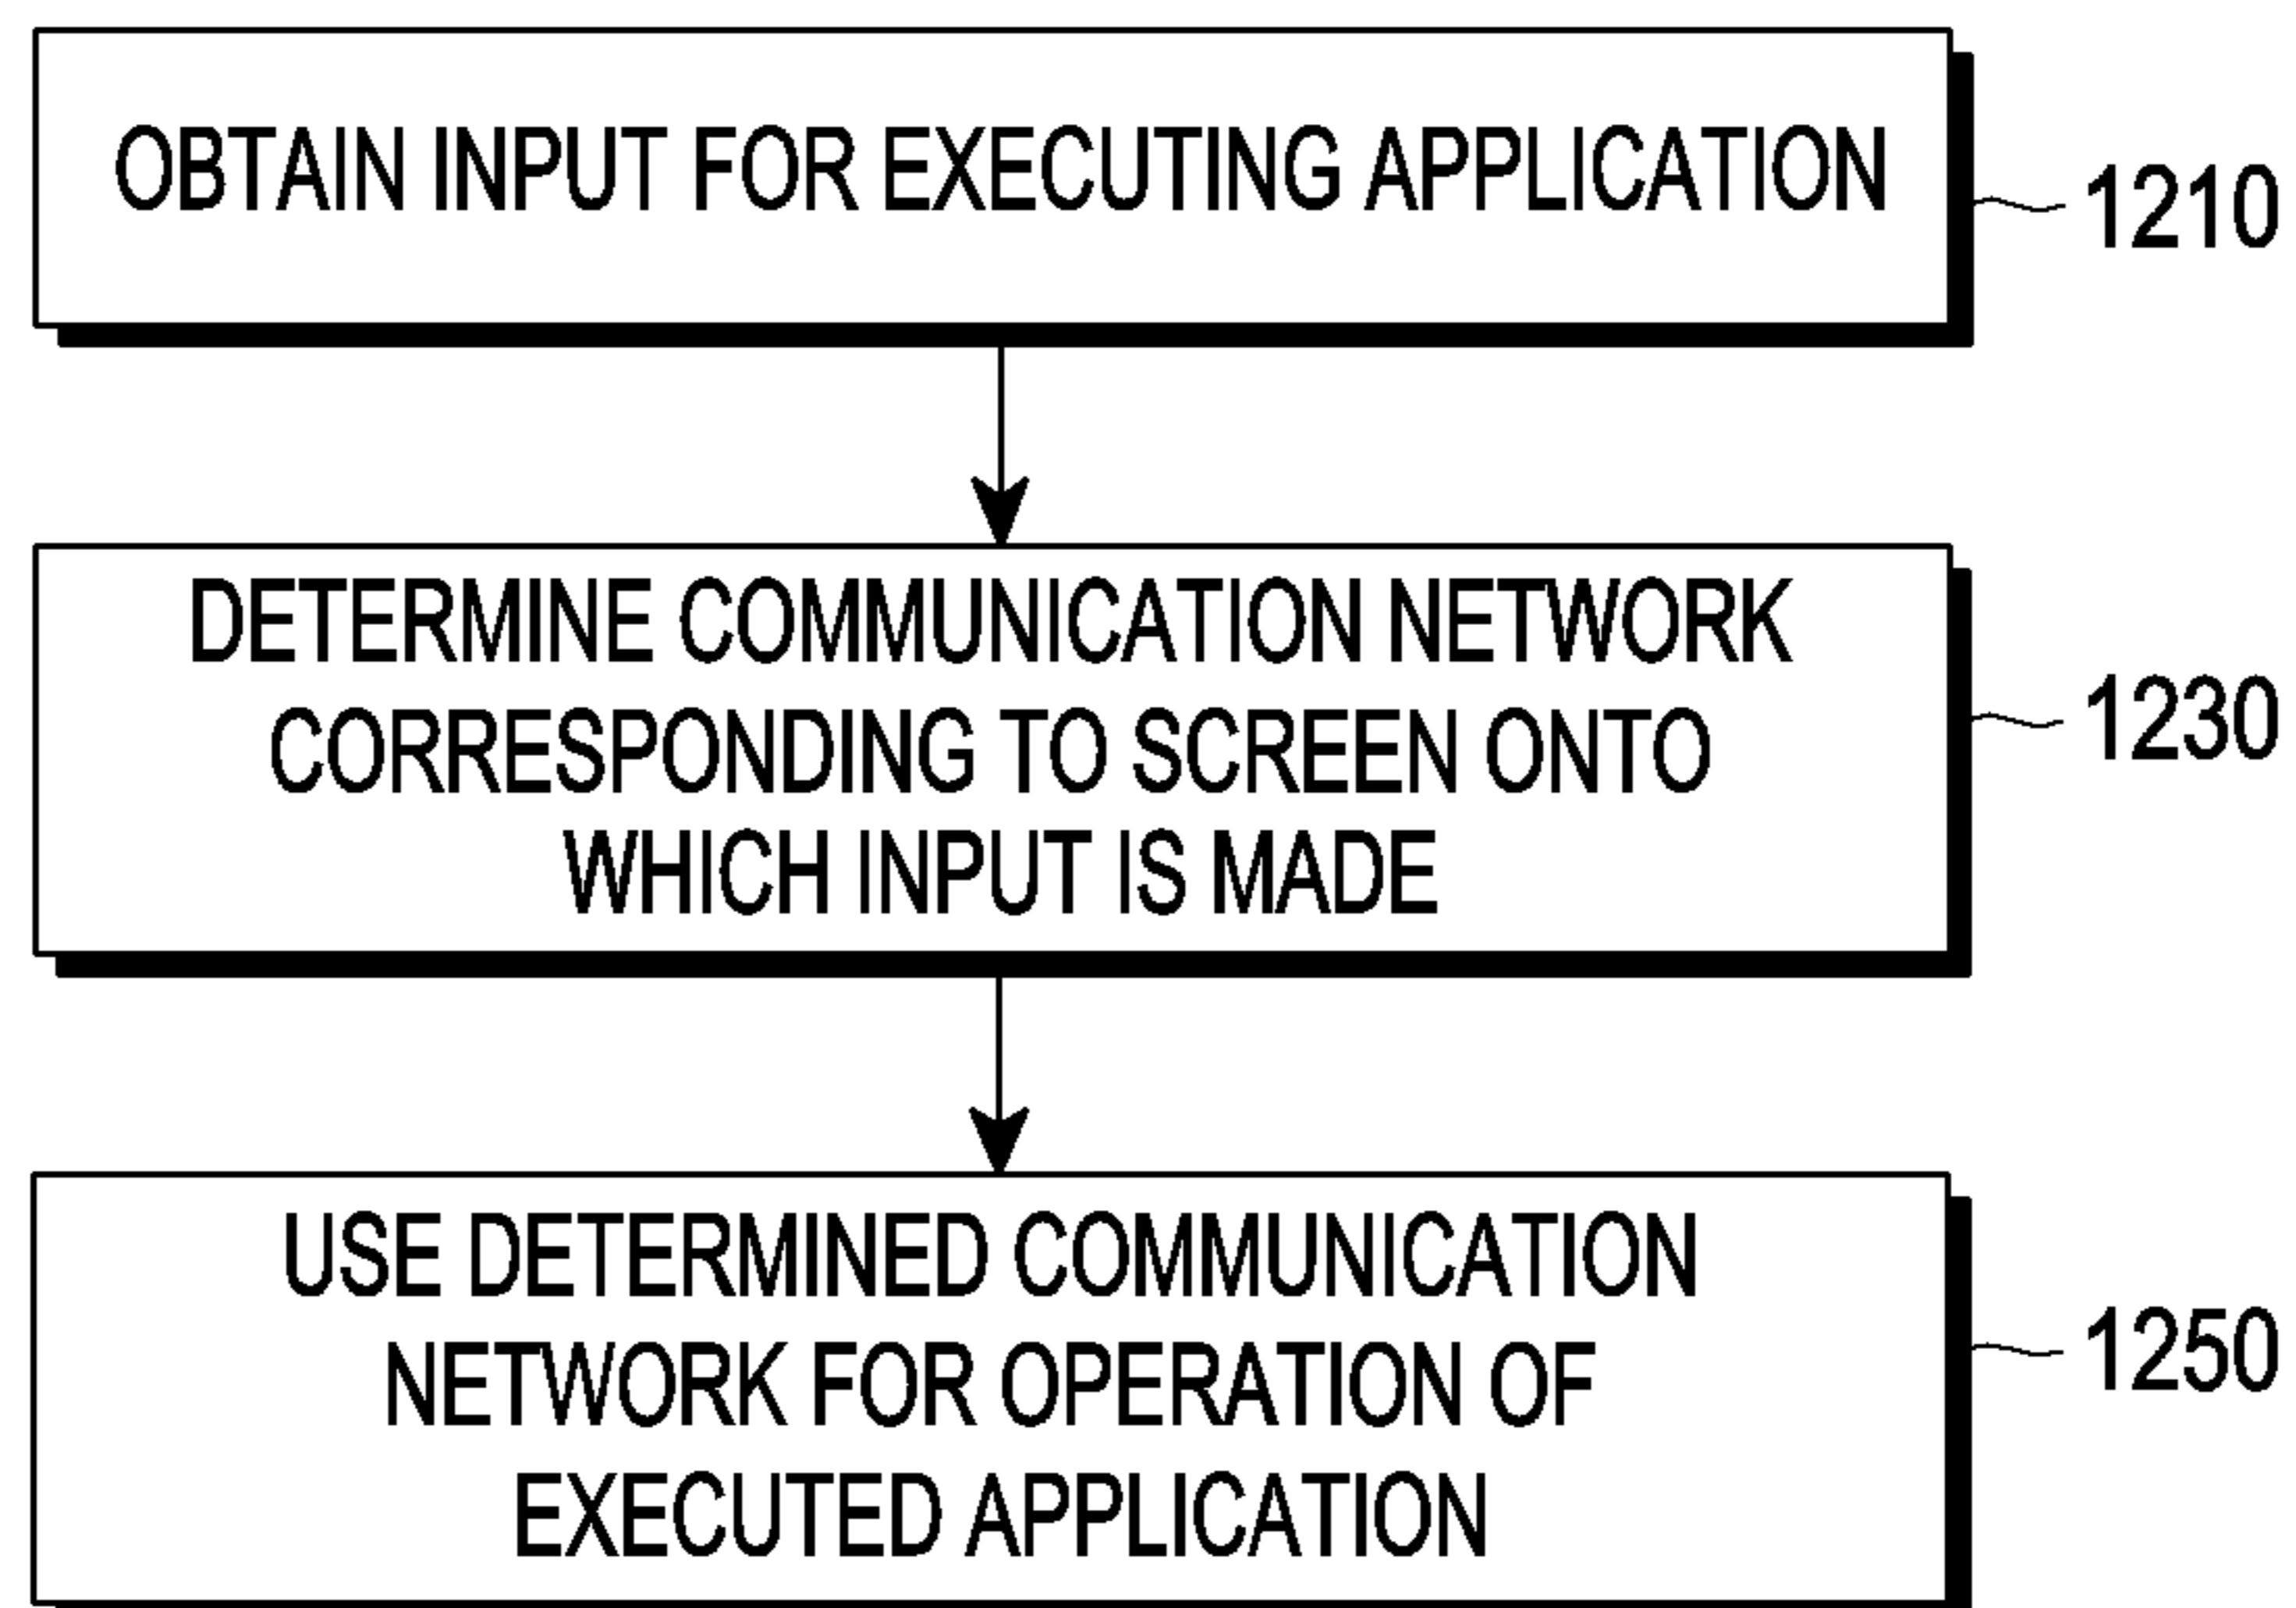 OBTAIN INPUT FOR EXECUTING APPLICATION
1210
DETERMINE COMMUNICATION NETWORK
CORRESPONDING TO SCREEN ONTO
WHICH INPUT IS MADE
1230
USE DETERMINED COMMUNICATION
NETWORK FOR OPERATION OF
EXECUTED APPLICATION
1250